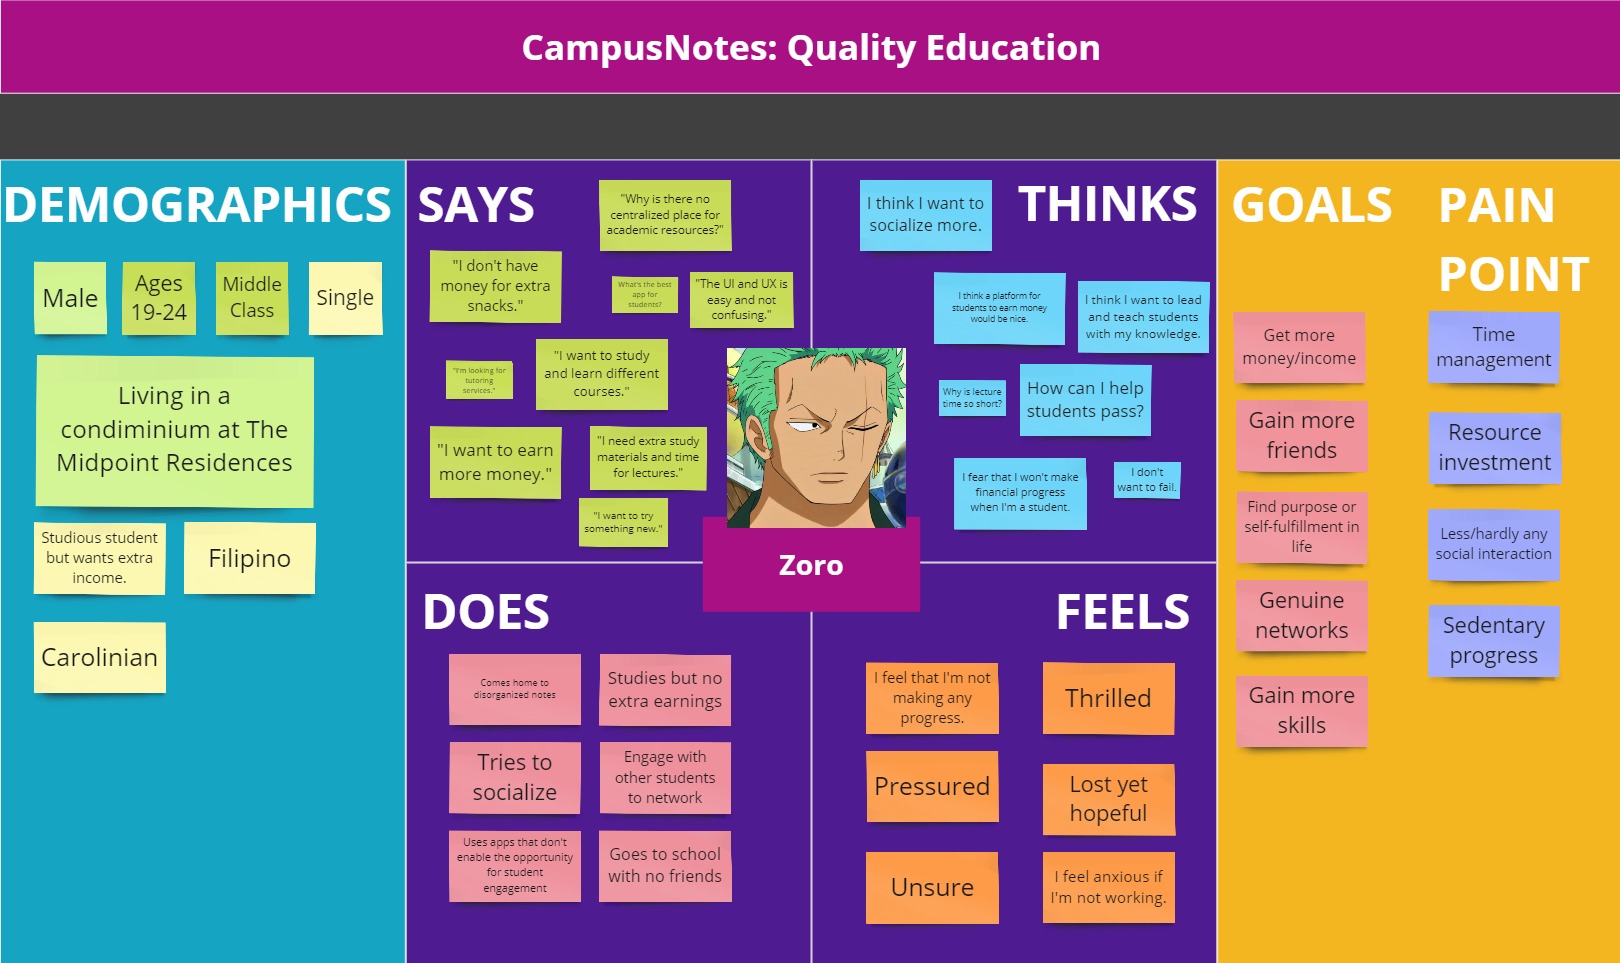 CampusNotes: Quality Education
DEMOGRAPHICS
Male
Ages
19-24
Middle
Class
Single
Living in a
condiminium at The
Midpoint Residences
Studious student
but wants extra
income.
Filipino
Carolinian
SAYS
"Why is there no
centralized place for
academic resources?"
"I don't have
money for extra
snacks."
What's the best
app for
students?
"The UI and UX is
easy and not
confusing."
"I'm looking for
tutoring
services."
"I want to study
and learn different
courses."
"I want to earn
more money."
"I need extra study
materials and time
for lectures."
"I want to try
something new."
THINKS
I think I want to
socialize more.
I think a platform for
students to earn money
would be nice.
I think I want to lead
and teach students
with my knowledge.
Why is lecture
time so short?
How can I help
students pass?
I fear that I won't make
financial progress
when I'm a student.
I don't
want to fail.
Zoro
DOES
Comes home to
disorganized notes
Studies but no
extra earnings
Tries to
socialize
Engage with
other students
to network
Uses apps that don't
enable the opportunity
for student
engagement
Goes to school
with no friends
FEELS
I feel that I'm not
making any
progress.
Thrilled
Pressured
Lost yet
hopeful
Unsure
I feel anxious if
I'm not working.
GOALS
Get more
money/income
Gain more
friends
Find purpose or
self-fulfillment in
life
Genuine
networks
Gain more
skills
PAIN
POINT
Time
management
Resource
investment
Less/hardly any
social interaction
Sedentary
progress